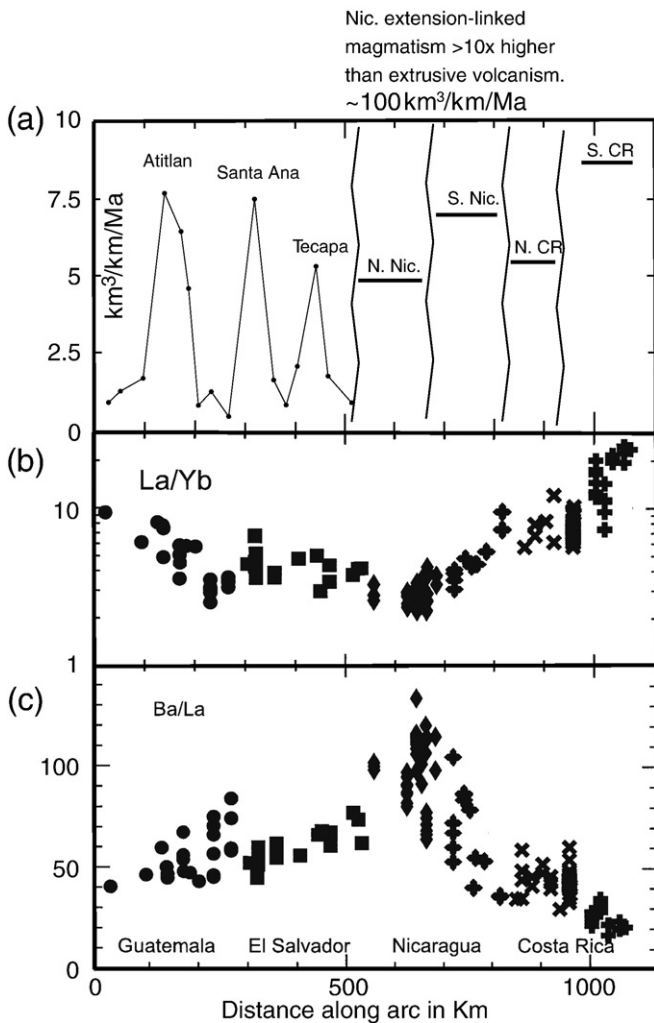 Nic. extension-linked
magmatism >10x higher
than extrusive volcanism.
~100km³/km/Ma
(a)
10
7.5
5
2.5
0
km³/km/Ma
Atitlan
Santa Ana
Tecapa
N. Nic.
S. Nic.
N. CR
S. CR
(b)
La/Yb
10
1
(c)
Ba/La
100
50
0
Guatemala
El Salvador
Nicaragua
Costa Rica
0
500
1000
Distance along arc in Km